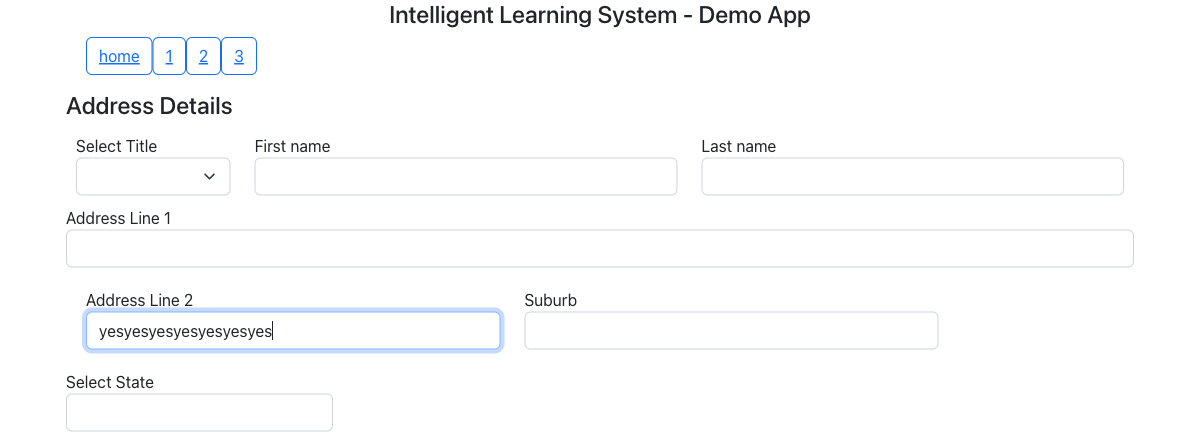 Intelligent Learning System - Demo App
home 1 2 3
Address Details
Select Title First name Last name
Address Line 1
Address Line 2 Suburb
yesyesyesyesyesyesyes
Select State